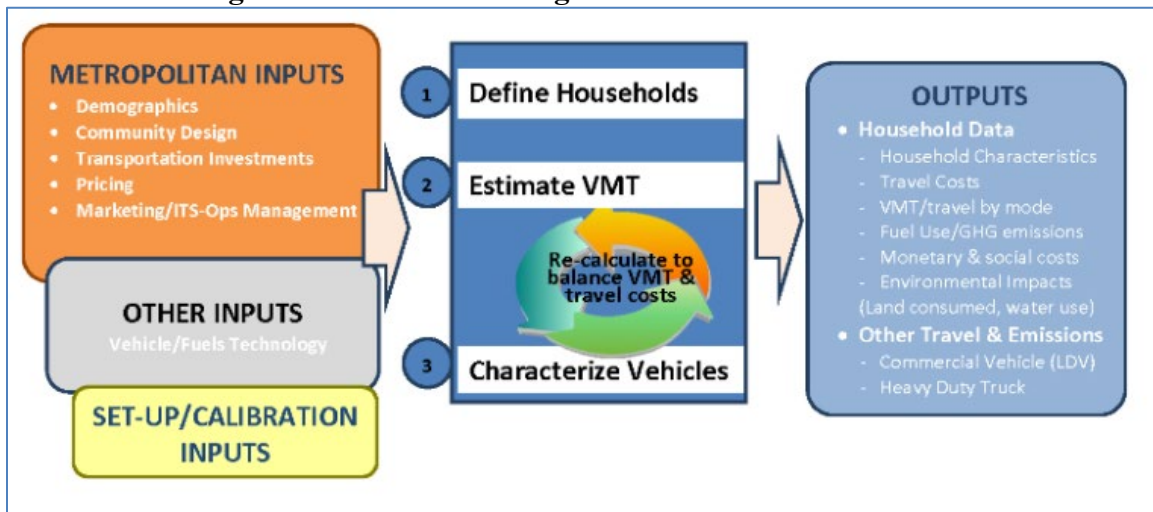 METROPOLITAN INPUTS
• Demographics
• Community Design
• Transportation Investments
• Pricing
• Marketing/ITS-Ops Management
OTHER INPUTS
Vehicle/Fuels Technology
SET-UP/CALIBRATION
INPUTS
1
Define Households
2
Estimate VMT
Re-calculate to
balance VMT &
travel costs
3
Characterize Vehicles
OUTPUTS
• Household Data
- Household Characteristics
- Travel Costs
- VMT/travel by mode
- Fuel Use/GHG emissions
- Monetary & social costs
- Environmental Impacts
(Land consumed, water use)
• Other Travel & Emissions
- Commercial Vehicle (LDV)
- Heavy Duty Truck